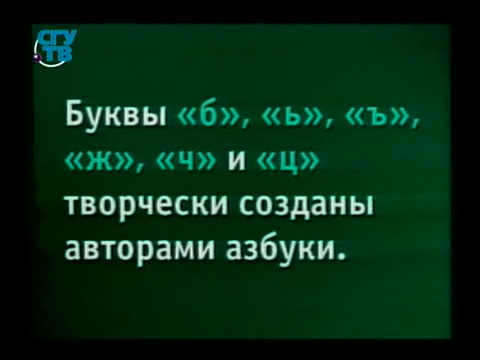 СГУ
ТВ
Буквы «б», «ь», «ъ»,
«ж», «ч» и «ц»
творчески созданы
авторами азбуки.